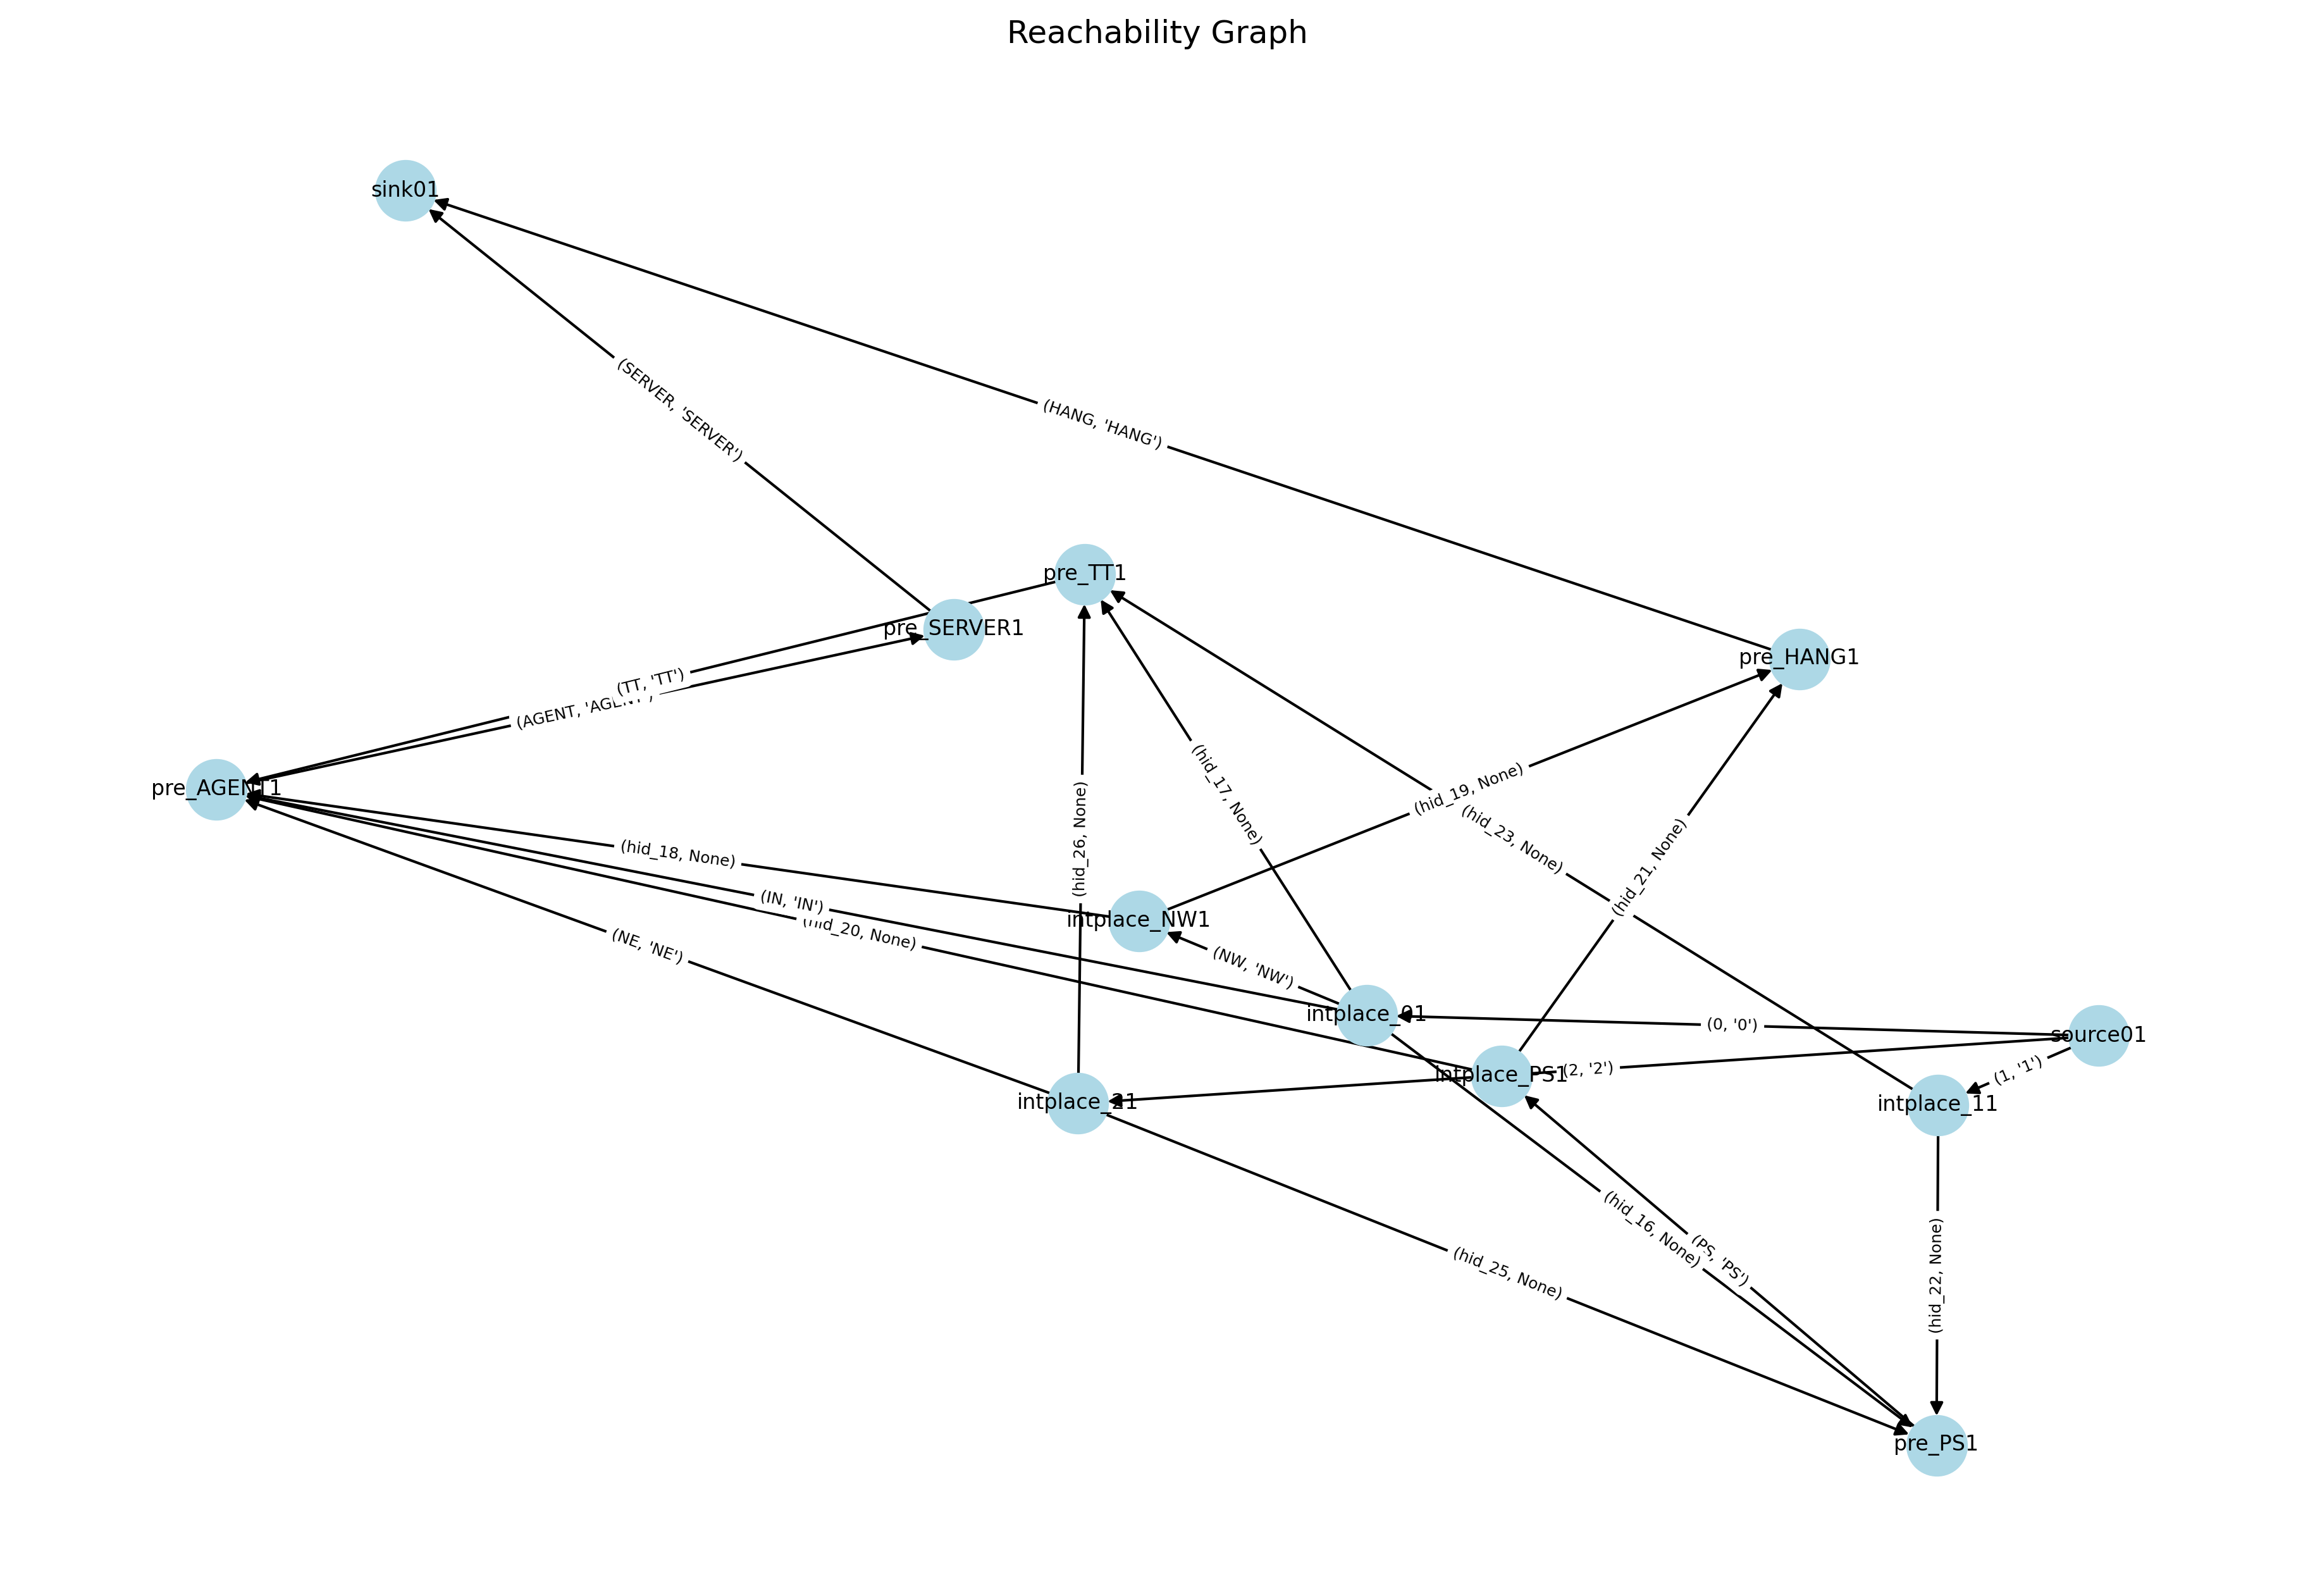 Reachability Graph
sink01
(SERVER, 'SERVER')
(HANG, 'HANG')
pre_TT1
pre_SERVER1
pre_HANG1
(TT, 'TT')
(AGENT, 'AGENT')
pre_AGENT1
(hid_17, None)
(hid_19, None)
(hid_26, None)
(hid_23, None)
(hid_18, None)
(hid_21, None)
(IN, 'IN')
(hid_20, None)
intplace_NW1
(NE, 'NE')
(NW, 'NW')
intplace_01
(0, '0')
source01
(2, '2')
(1, '1')
intplace_PS1
intplace_21
intplace_11
(hid_16, None)
(PS, 'PS')
(hid_25, None)
(hid_22, None)
pre_PS1